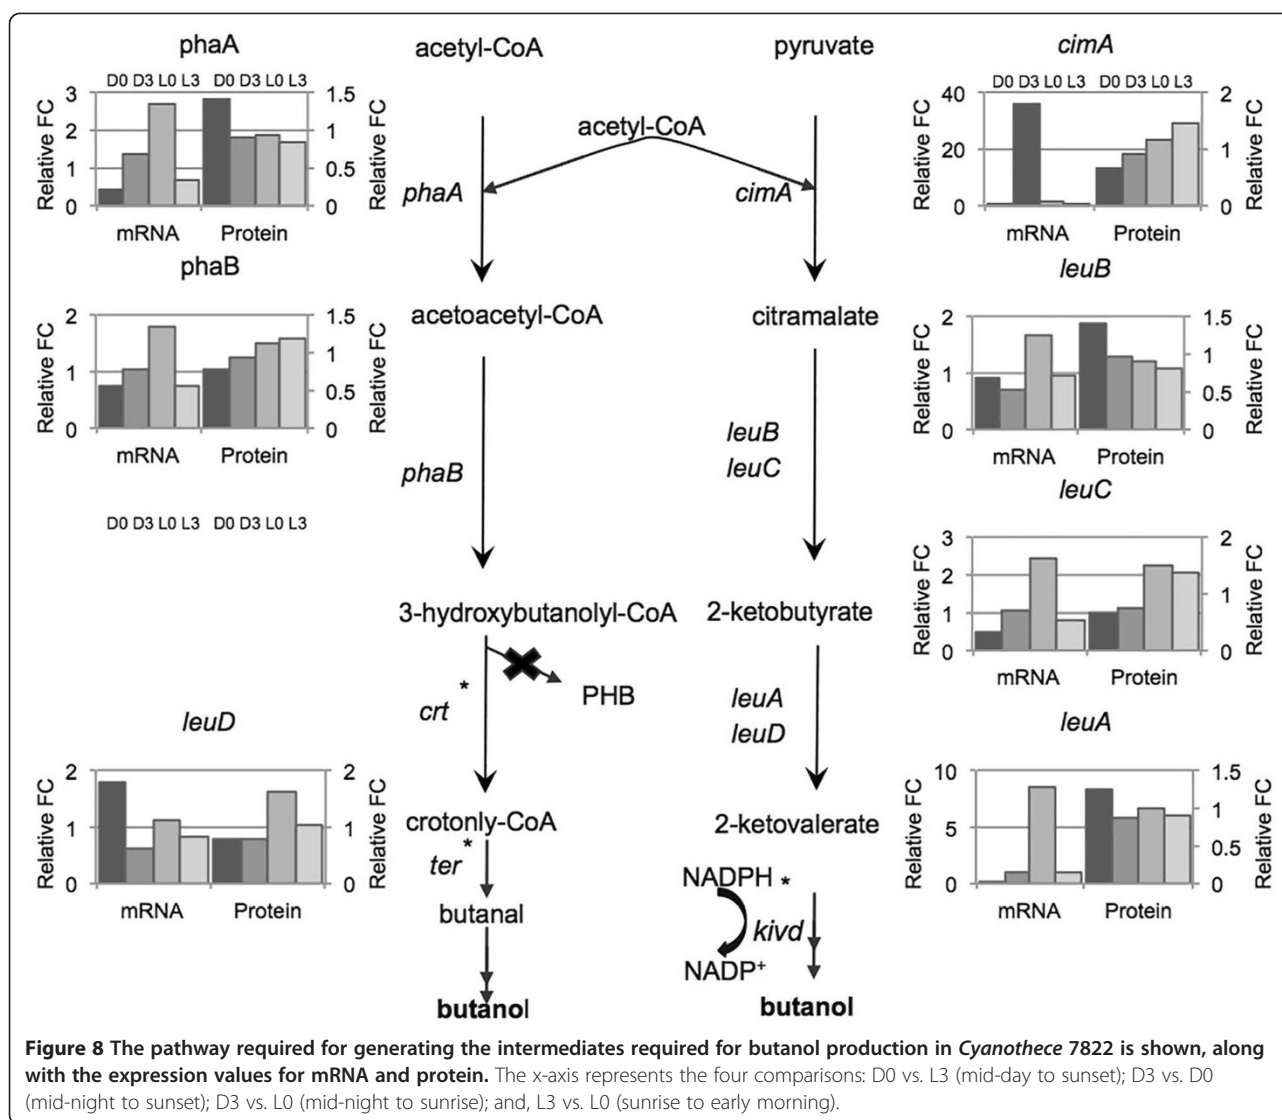 phaA
D0 D3 L0 L3 D0 D3 L0 L3
3
2
1
0
1.5
1
0.5
0
Relative FC
Relative FC
mRNA Protein
phaB
2
1
0
1.5
1
0.5
0
Relative FC
Relative FC
mRNA Protein
D0 D3 L0 L3 D0 D3 L0 L3
leuD
2
1
0
2
1
0
Relative FC
Relative FC
mRNA Protein
acetyl-CoA
pyruvate
acetyl-CoA
phaA
cimA
acetoacetyl-CoA
citramalate
phaB
leuB
leuC
3-hydroxybutanolyl-CoA
2-ketobutyrate
*
crt
PHB
leuA
leuD
crotonly-CoA
2-ketovalerate
*
ter
NADPH *
butanal
kivd
NADP+
butanol
butanol
cimA
D0 D3 L0 L3 D0 D3 L0 L3
40
20
0
2
1
0
Relative FC
Relative FC
mRNA Protein
leuB
2
1
0
1.5
1
0.5
0
Relative FC
Relative FC
mRNA Protein
leuC
3
2
1
0
2
1
0
Relative FC
Relative FC
mRNA Protein
leuA
10
5
0
1.5
1
0.5
0
Relative FC
Relative FC
mRNA Protein
Figure 8 The pathway required for generating the intermediates required for butanol production in Cyanothece 7822 is shown, along
with the expression values for mRNA and protein. The x-axis represents the four comparisons: D0 vs. L3 (mid-day to sunset); D3 vs. D0
(mid-night to sunset); D3 vs. L0 (mid-night to sunrise); and, L3 vs. L0 (sunrise to early morning).